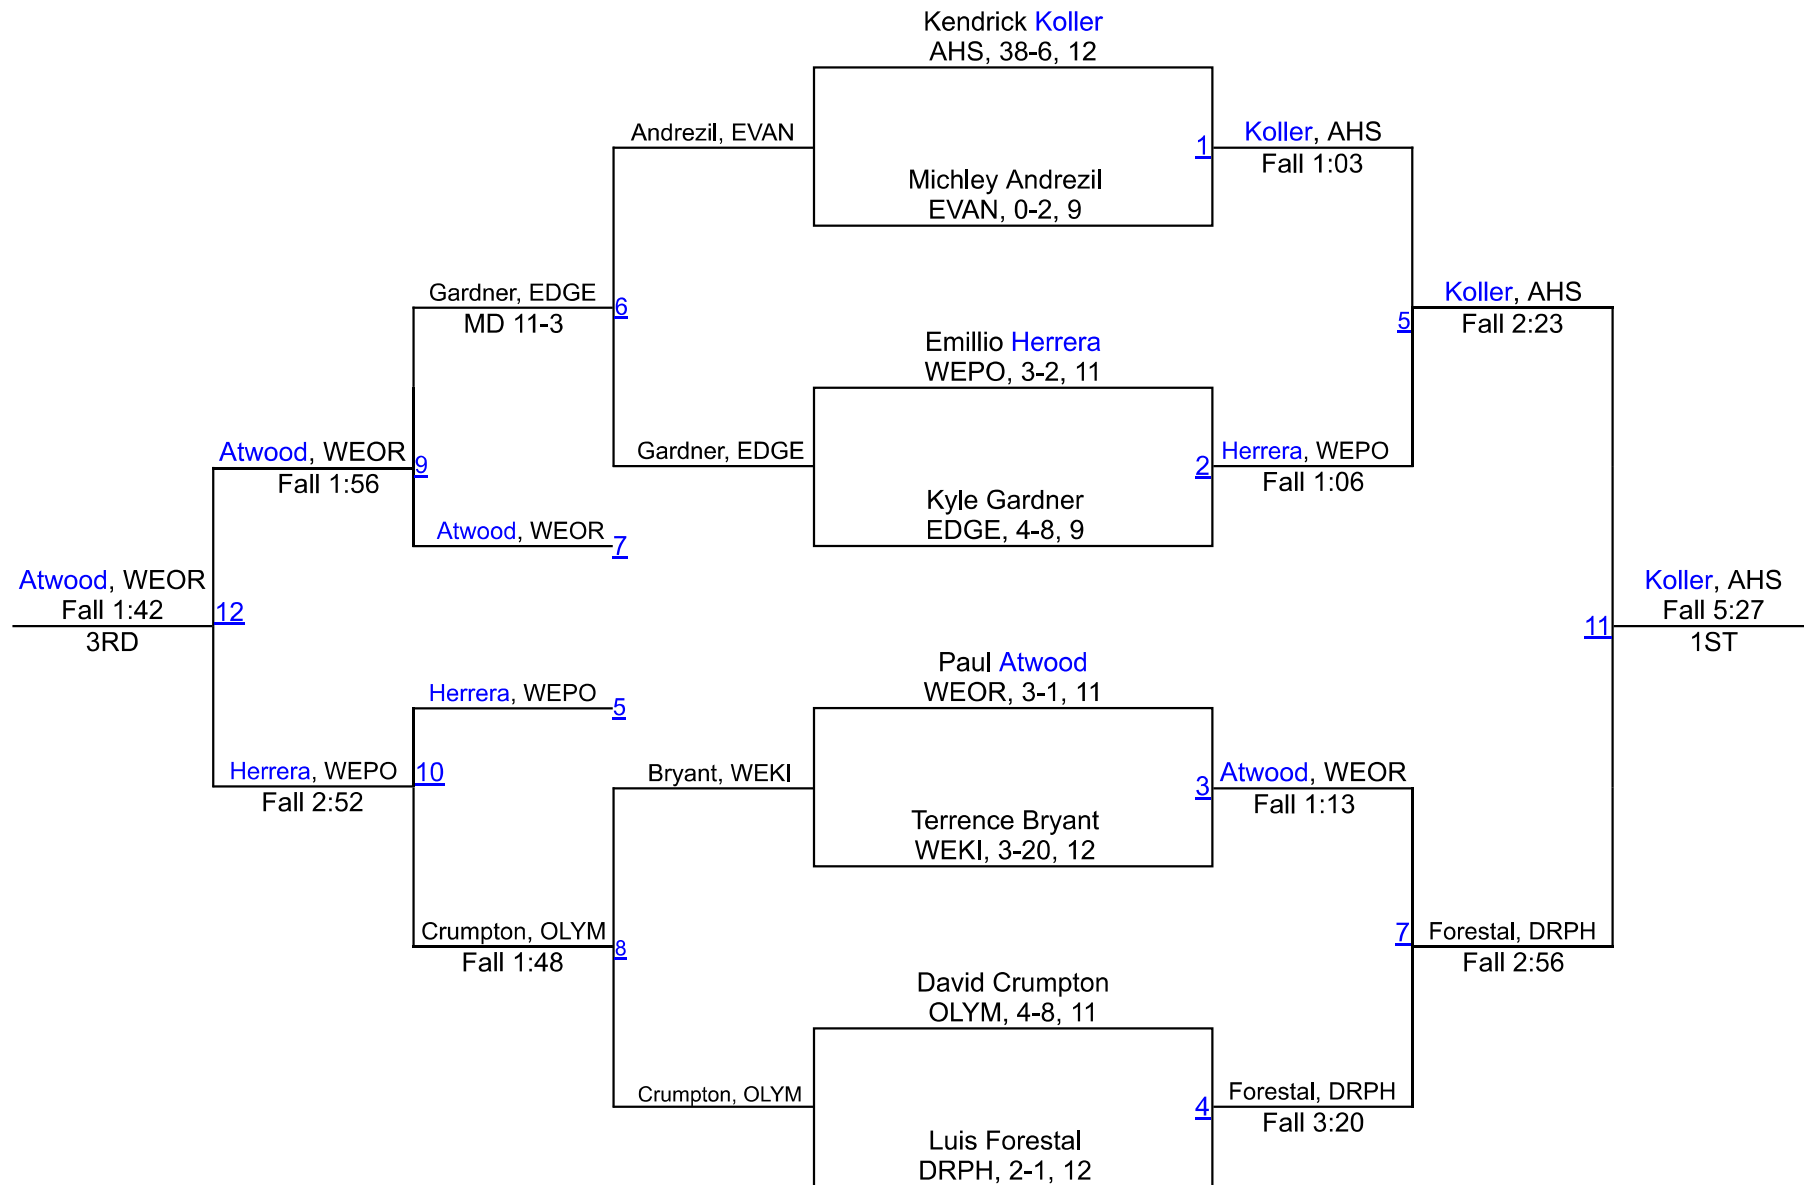 Kendrick Koller
AHS, 38-6, 12
Andrezil, EVAN
1
Koller, AHS
Fall 1:03
Michley Andrezil
EVAN, 0-2, 9
Gardner, EDGE
MD 11-3
6
Koller, AHS
Fall 2:23
5
Emillio Herrera
WEPO, 3-2, 11
Atwood, WEOR
Fall 1:56
9
Gardner, EDGE
2
Herrera, WEPO
Fall 1:06
Kyle Gardner
EDGE, 4-8, 9
Atwood, WEOR
7
Atwood, WEOR
Fall 1:42
3RD
12
Koller, AHS
Fall 5:27
1ST
11
Paul Atwood
WEOR, 3-1, 11
Herrera, WEPO
5
Herrera, WEPO
Fall 2:52
10
Bryant, WEKI
3
Atwood, WEOR
Fall 1:13
Terrence Bryant
WEKI, 3-20, 12
Crumpton, OLYM
Fall 1:48
8
7
Forestal, DRPH
Fall 2:56
David Crumpton
OLYM, 4-8, 11
Crumpton, OLYM
4
Forestal, DRPH
Fall 3:20
Luis Forestal
DRPH, 2-1, 12